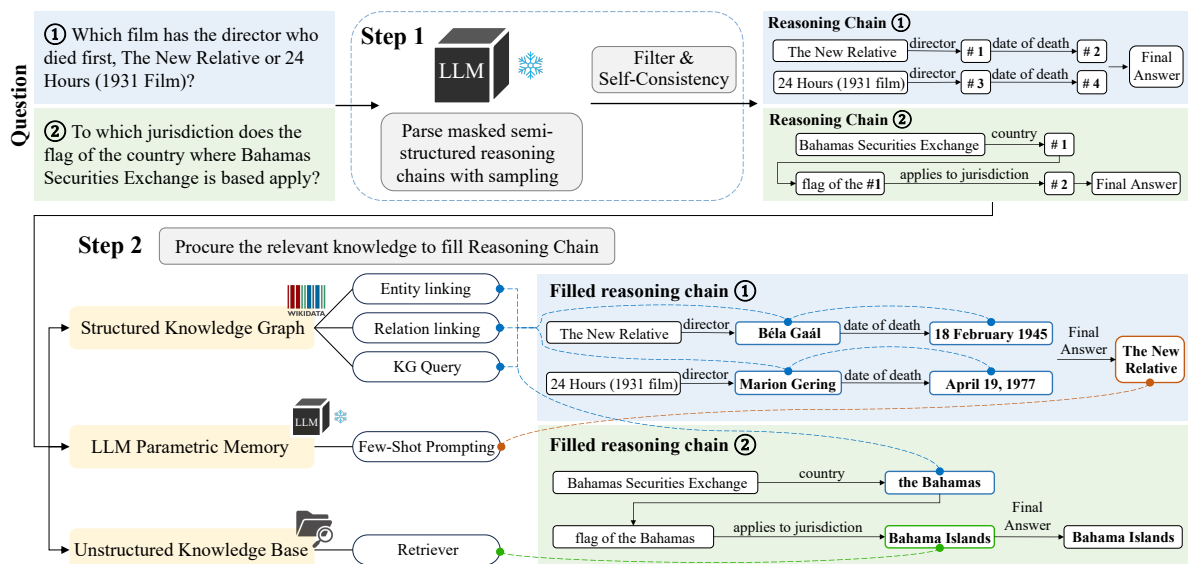 Question
① Which film has the director who
died first, The New Relative or 24
Hours (1931 Film)?
② To which jurisdiction does the
flag of the country where Bahamas
Securities Exchange is based apply?
Step 1
LLM
Parse masked semi-
structured reasoning
chains with sampling
Filter &
Self-Consistency
Reasoning Chain ①
The New Relative
director
# 1
date of death
# 2
24 Hours (1931 film)
director
# 3
date of death
# 4
Final
Answer
Reasoning Chain ②
Bahamas Securities Exchange
country
# 1
flag of the #1
applies to jurisdiction
# 2
Final Answer
Step 2
Procure the relevant knowledge to fill Reasoning Chain
WIKIDATA
Structured Knowledge Graph
Entity linking
Relation linking
KG Query
LLM
LLM Parametric Memory
Few-Shot Prompting
Unstructured Knowledge Base
Retriever
Filled reasoning chain ①
The New Relative
director
Béla Gaál
date of death
18 February 1945
24 Hours (1931 film)
director
Marion Gering
date of death
April 19, 1977
Final
Answer
The New
Relative
Filled reasoning chain ②
Bahamas Securities Exchange
country
the Bahamas
flag of the Bahamas
applies to jurisdiction
Bahama Islands
Final
Answer
Bahama Islands